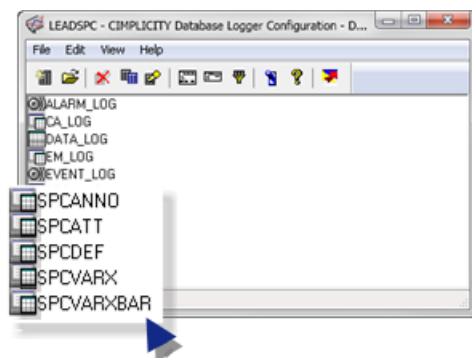 LEADSPC - CIMPLICITY Database Logger Configuration - D...
File Edit View Help
ALARM_LOG
CA_LOG
DATA_LOG
EM_LOG
EVENT_LOG
SPCANNO
SPCATT
SPCDEF
SPCVARX
SPCVARXBAR